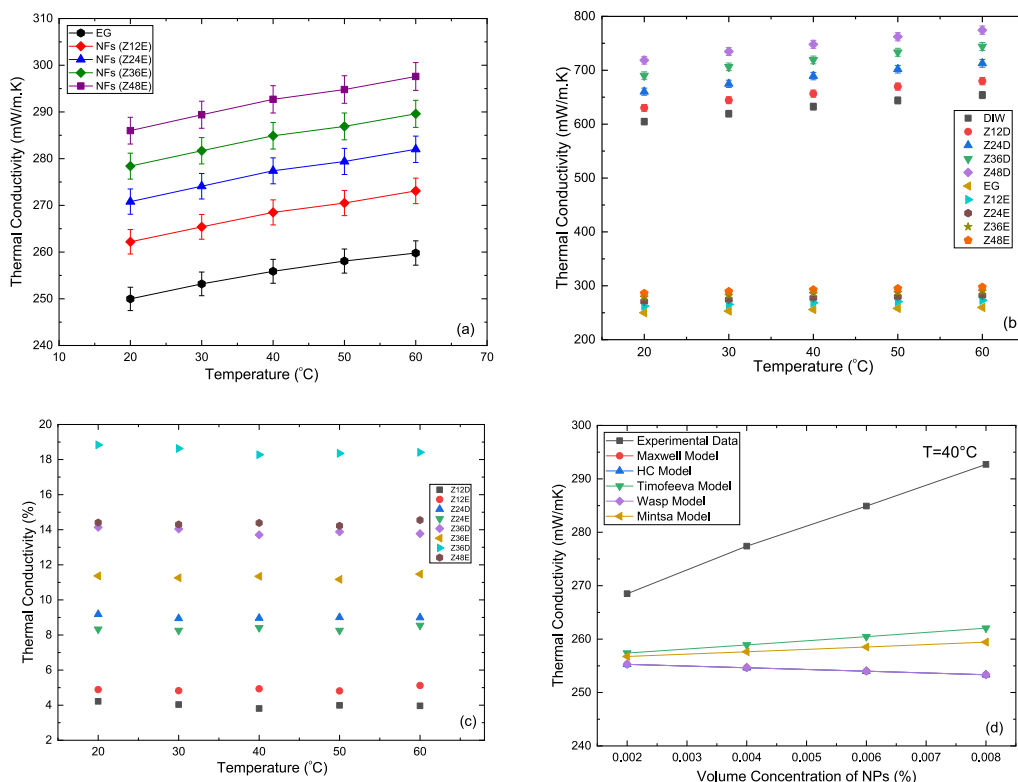 EG
NFs (Z12E)
NFs (Z24E)
NFs (Z36E)
NFs (Z48E)
310
300
290
280
270
260
250
240
10
20
30
40
50
60
70
Thermal Conductivity (mW/m.K)
Temperature (°C)
(a)
800
700
600
500
400
300
200
20
30
40
50
60
Thermal Conductivity (mW/m.K)
Temperature (°C)
DIW
Z12D
Z24D
Z36D
Z48D
EG
Z12E
Z24E
Z36E
Z48E
(b)
20
18
16
14
12
10
8
6
4
2
20
30
40
50
60
Thermal Conductivity (%)
Temperature (°C)
Z12D
Z12E
Z24D
Z24E
Z36D
Z36E
Z36D
Z48E
(c)
300
290
280
270
260
250
240
0.002
0.003
0.004
0.005
0.006
0.007
0.008
Thermal Conductivity (mW/mK)
Volume Concentration of NPs (%)
Experimental Data
Maxwell Model
HC Model
Timofeeva Model
Wasp Model
Mintsa Model
T=40°C
(d)